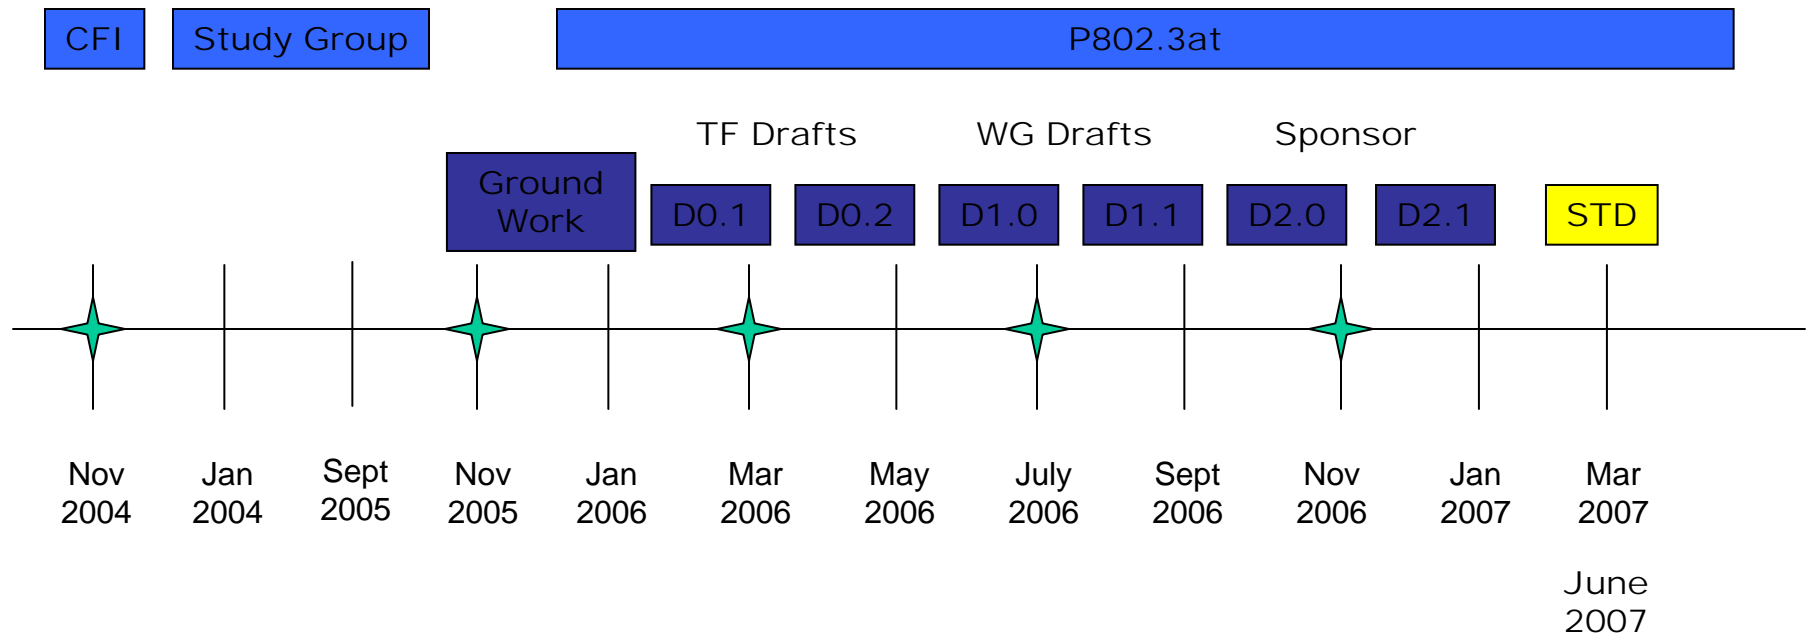 CFI
Study Group
P802.3at
TF Drafts
WG Drafts
Sponsor
Ground
Work
D0.1
D0.2
D1.0
D1.1
D2.0
D2.1
STD
Nov
2004
Jan
2004
Sept
2005
Nov
2005
Jan
2006
Mar
2006
May
2006
July
2006
Sept
2006
Nov
2006
Jan
2007
Mar
2007
June
2007